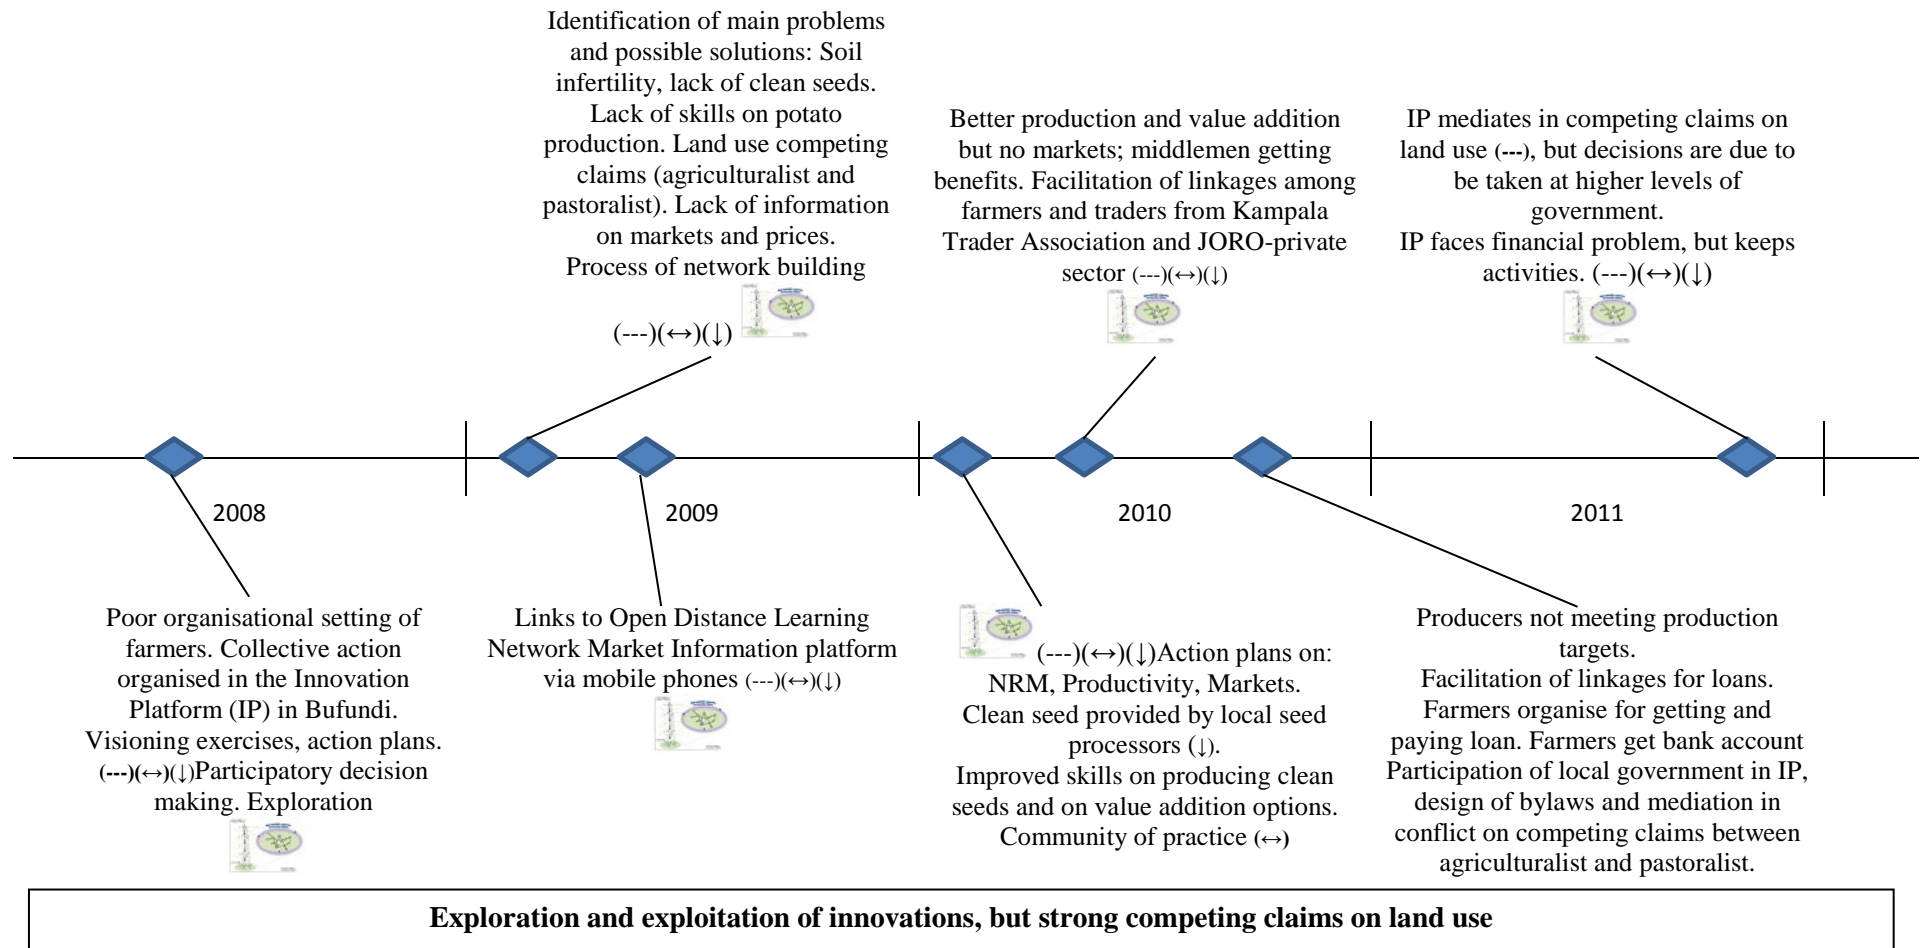 Identification of main problems
and possible solutions: Soil
infertility, lack of clean seeds.
Lack of skills on potato
production. Land use competing
claims (agriculturalist and
pastoralist). Lack of information
on markets and prices.
Process of network building
(---)(↔)(↓)
Better production and value addition
but no markets; middlemen getting
benefits. Facilitation of linkages among
farmers and traders from Kampala
Trader Association and JORO-private
sector (---)(↔)(↓)
IP mediates in competing claims on
land use (---), but decisions are due to
be taken at higher levels of
government.
IP faces financial problem, but keeps
activities. (---)(↔)(↓)
2008
2009
2010
2011
Poor organisational setting of
farmers. Collective action
organised in the Innovation
Platform (IP) in Bufundi.
Visioning exercises, action plans.
(---)(↔)(↓)Participatory decision
making. Exploration
Links to Open Distance Learning
Network Market Information platform
via mobile phones (---)(↔)(↓)
(---)(↔)(↓)Action plans on:
NRM, Productivity, Markets.
Clean seed provided by local seed
processors (↓).
Improved skills on producing clean
seeds and on value addition options.
Community of practice (↔)
Producers not meeting production
targets.
Facilitation of linkages for loans.
Farmers organise for getting and
paying loan. Farmers get bank account
Participation of local government in IP,
design of bylaws and mediation in
conflict on competing claims between
agriculturalist and pastoralist.
Exploration and exploitation of innovations, but strong competing claims on land use